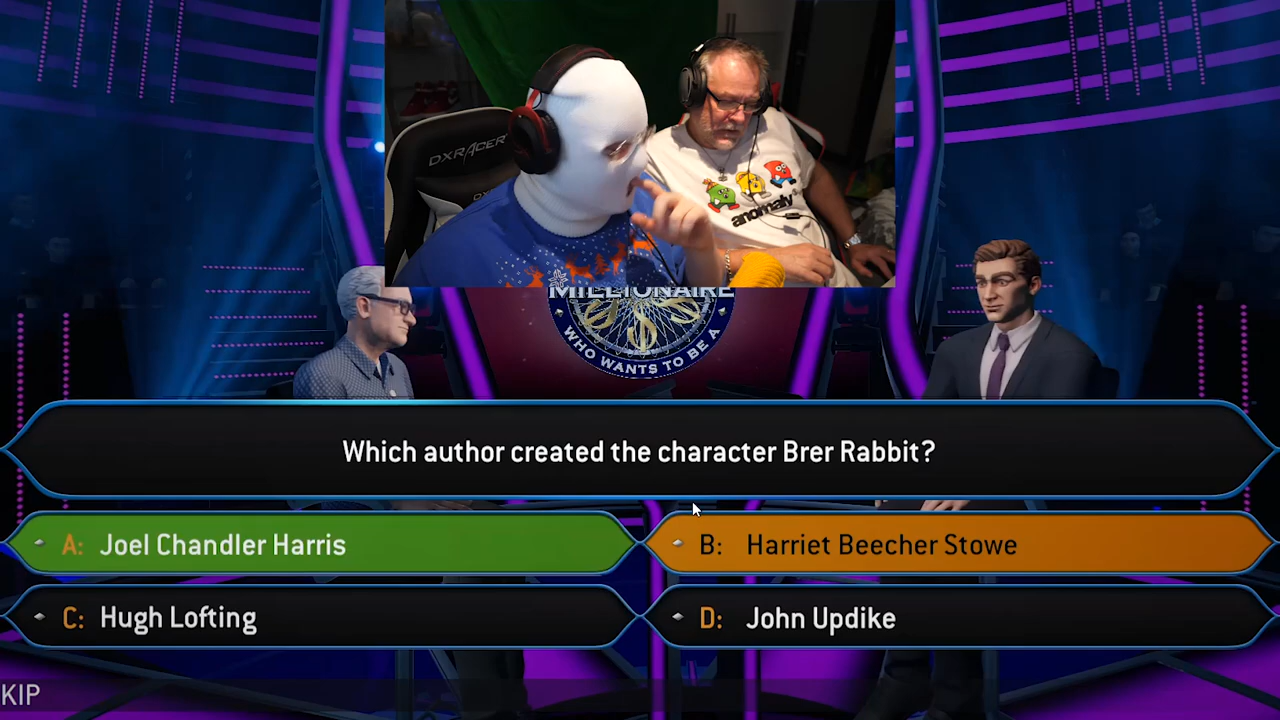 DXRACER
DX
anomaly
MILLIONAIRE
WHO WANTS TO BE A
Which author created the character Brer Rabbit?
A: Joel Chandler Harris
B: Harriet Beecher Stowe
C: Hugh Lofting
D: John Updike
KIP